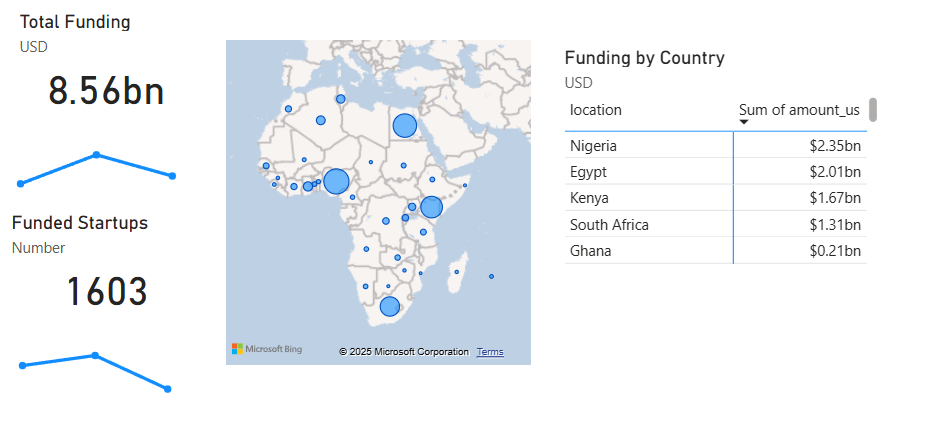 Total Funding
USD
8.56bn
Funded Startups
Number
1603
Microsoft Bing
© 2025 Microsoft Corporation Terms
Funding by Country
USD
location Sum of amount_us
Nigeria $2.35bn
Egypt $2.01bn
Kenya $1.67bn
South Africa $1.31bn
Ghana $0.21bn